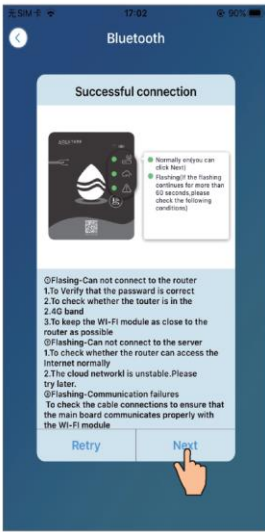 无SIM卡 17:02 90%
Bluetooth
Successful connection
Normally on(you can
click Next)
Flashing(if the flashing
continues for more than
60 seconds,please
check the following
conditions)
①Flasing-Can not connect to the router
1.To Verify that the passward is correct
2.To check whether the touter is in the
2.4G band
3.To keep the WI-FI module as close to the
router as possible
②Flashing-Can not connect to the server
1.To check whether the router can access the
Internet normally
2.The cloud networkl is unstable.Please
try later.
③Flashing-Communication failures
To check the cable connections to ensure that
the main board communicates properly with
the WI-FI module
Retry Next